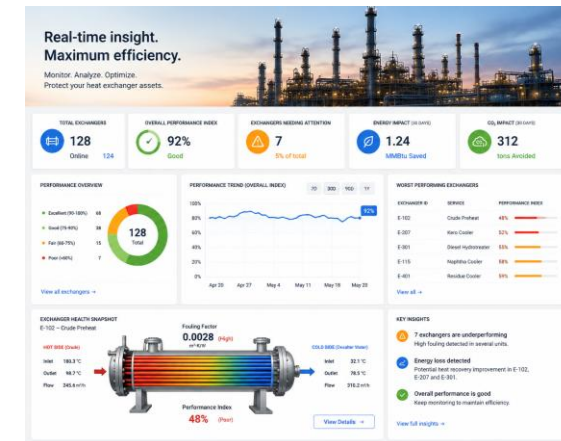 Real-time insight.
Maximum efficiency.
Monitor. Analyze. Optimize.
Protect your heat exchanger assets.
TOTAL EXCHANGERS
128
Online 124
OVERALL PERFORMANCE INDEX
92%
Good
EXCHANGERS NEEDING ATTENTION
7
5% of total
ENERGY IMPACT (30 DAYS)
1.24
MMBtu Saved
CO₂ IMPACT (30 DAYS)
312
tons Avoided
PERFORMANCE OVERVIEW
Excellent (90-100%) 68
Good (75-90%) 38
Fair (60-75%) 15
Poor (<60%) 7
128
Total
View all exchangers →
PERFORMANCE TREND (OVERALL INDEX)
7D 30D 90D 1Y
100%
80%
60%
40%
20%
0%
92%
Apr 20 Apr 27 May 4 May 11 May 18 May 20
WORST PERFORMING EXCHANGERS
EXCHANGER ID SERVICE PERFORMANCE INDEX
E-102 Crude Preheat 48%
E-207 Kero Cooler 52%
E-301 Diesel Hydrotreater 55%
E-115 Naphtha Cooler 58%
E-401 Residue Cooler 59%
View all →
EXCHANGER HEALTH SNAPSHOT
E-102 – Crude Preheat
HOT SIDE (Crude)
Inlet 180.3 °C
Outlet 98.7 °C
Flow 245.6 m³/h
Fouling Factor
0.0028 (High)
m²·K/W
Performance Index
48% (Poor)
COLD SIDE
Inlet 32.1 °C
Outlet 78.5 °C
Flow 310.2 m³/h
View Details →
KEY INSIGHTS
7 exchangers are underperforming
High fouling detected in several units.
Energy loss detected
Potential heat recovery improvement in E-102,
E-207 and E-301.
Overall performance is good
Keep monitoring to maintain efficiency.
View full insights →